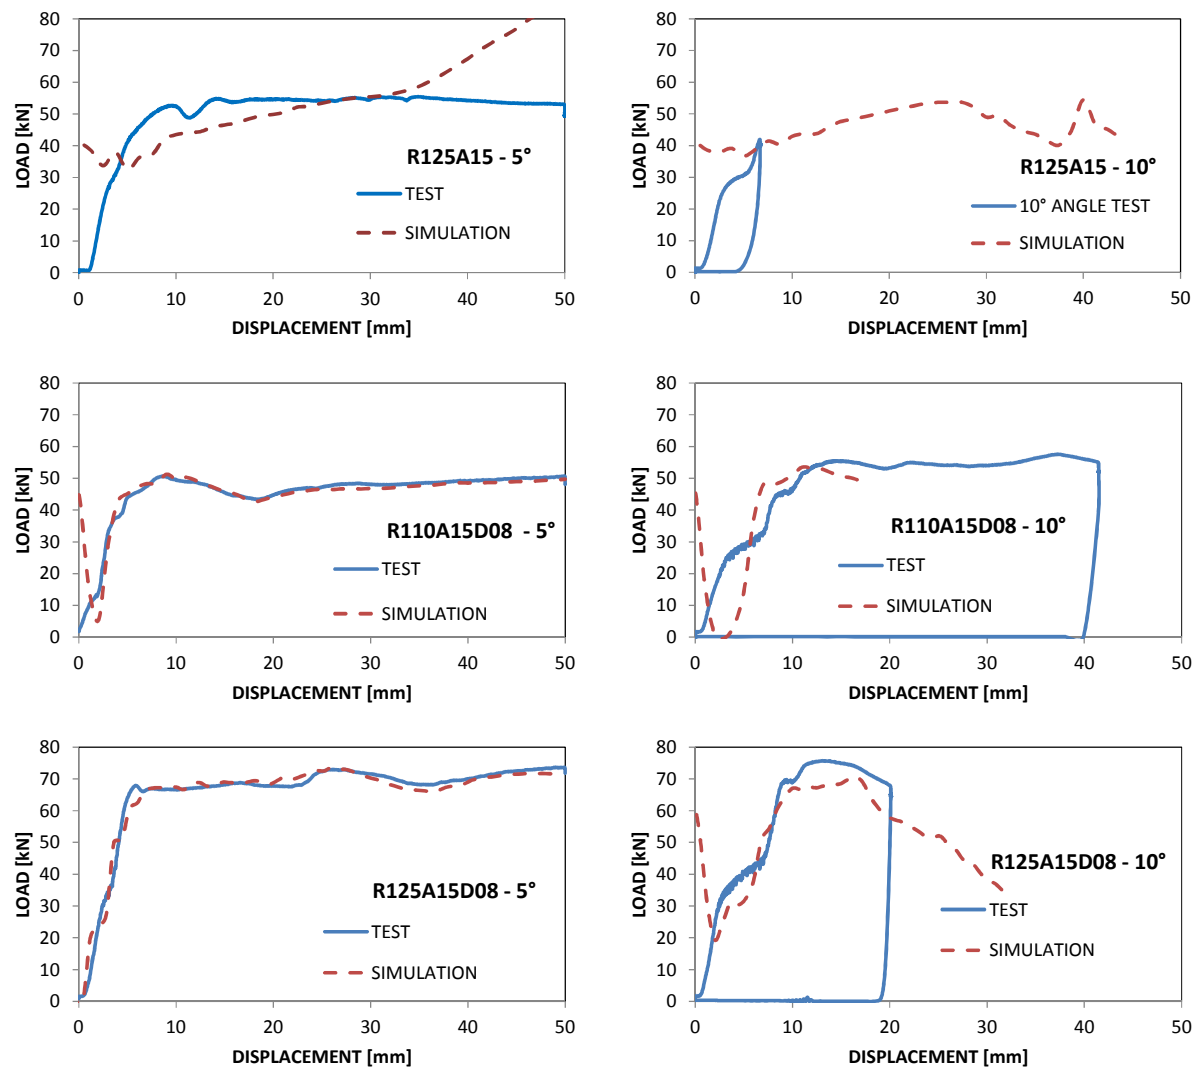 80
70
60
50
40
30
20
10
0
LOAD [kN]
R125A15 - 5°
TEST
SIMULATION
0 10 20 30 40 50
DISPLACEMENT [mm]
80
70
60
50
40
30
20
10
0
LOAD [kN]
R125A15 - 10°
10° ANGLE TEST
SIMULATION
0 10 20 30 40 50
DISPLACEMENT [mm]
80
70
60
50
40
30
20
10
0
LOAD [kN]
R110A15D08 - 5°
TEST
SIMULATION
0 10 20 30 40 50
DISPLACEMENT [mm]
80
70
60
50
40
30
20
10
0
LOAD [kN]
R110A15D08 - 10°
TEST
SIMULATION
0 10 20 30 40 50
DISPLACEMENT [mm]
80
70
60
50
40
30
20
10
0
LOAD [kN]
R125A15D08 - 5°
TEST
SIMULATION
0 10 20 30 40 50
DISPLACEMENT [mm]
80
70
60
50
40
30
20
10
0
LOAD [kN]
R125A15D08 - 10°
TEST
SIMULATION
0 10 20 30 40 50
DISPLACEMENT [mm]